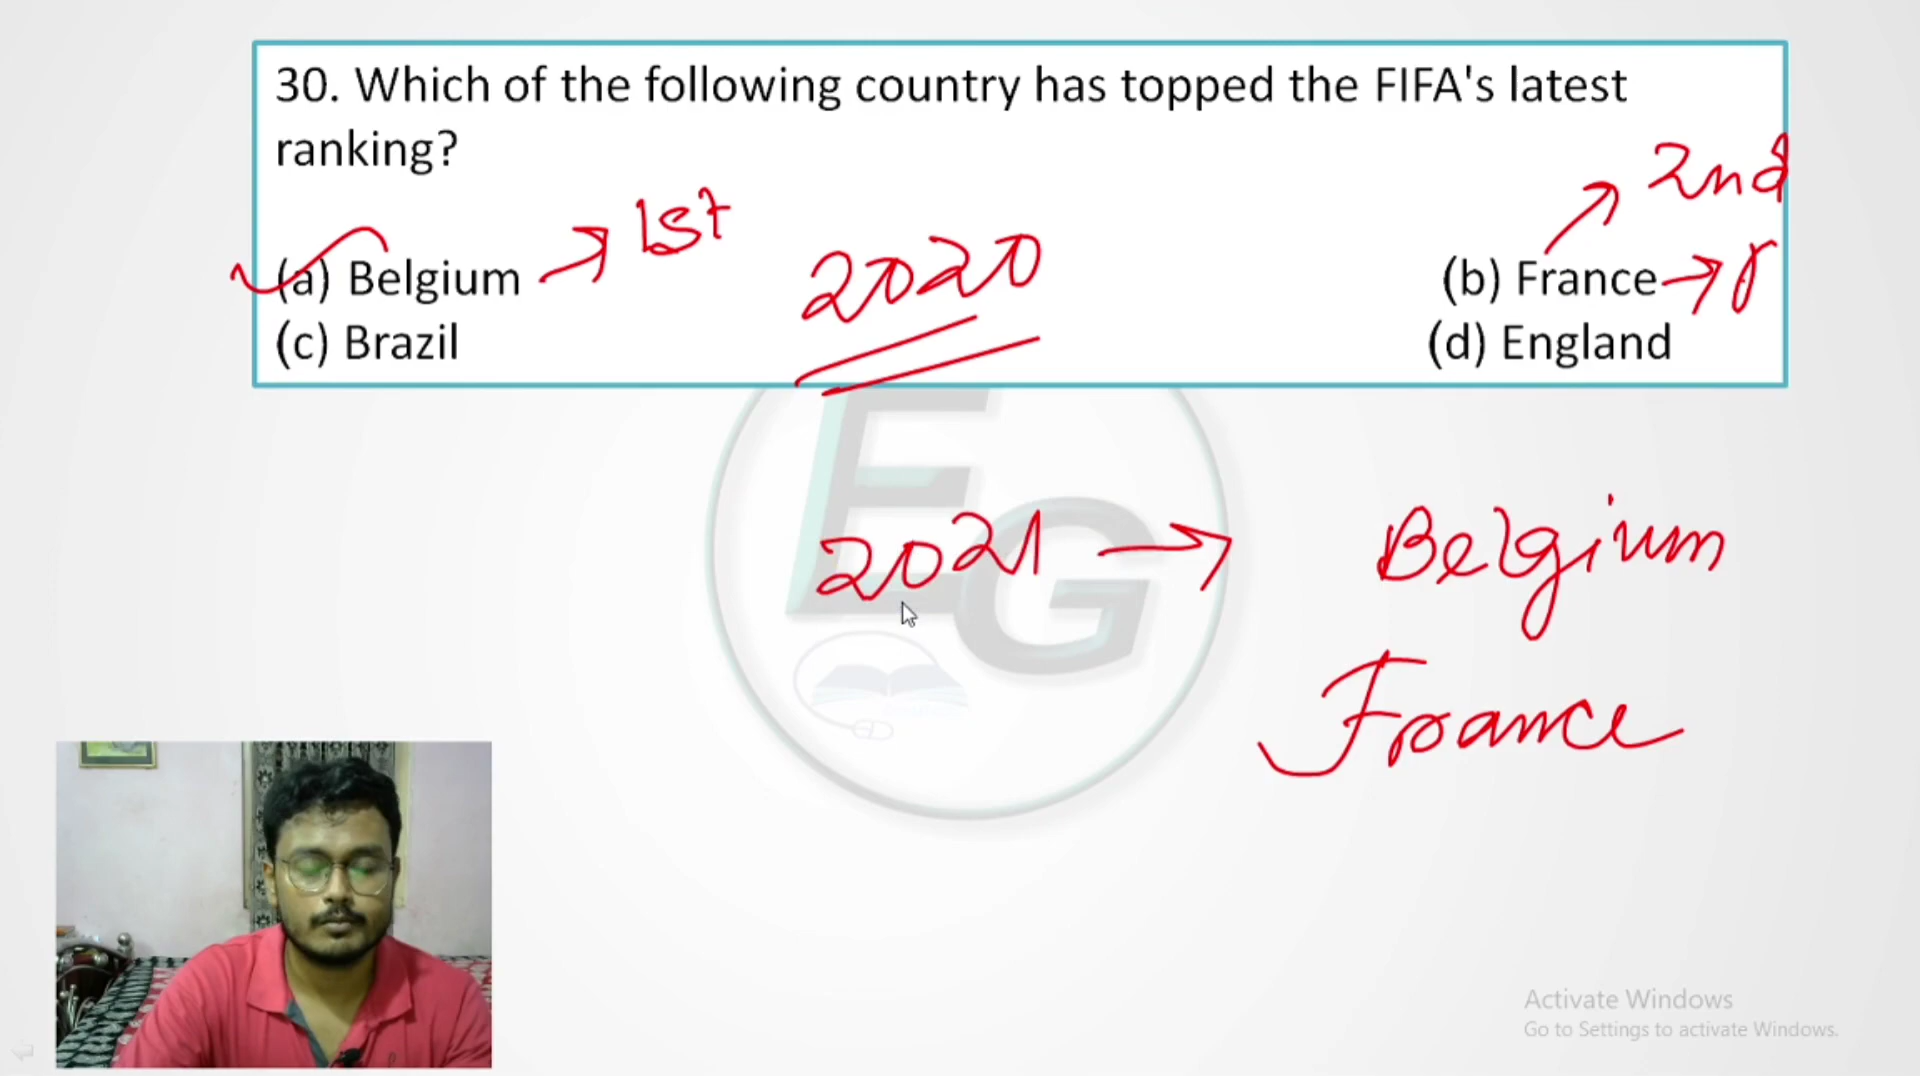 30. Which of the following country has topped the FIFA's latest
ranking?
2nd
(a) Belgium → 1st
2020
(b) France →
(c) Brazil
(d) England
EG
2021 → Belgium
France
Activate Windows
Go to Settings to activate Windows.